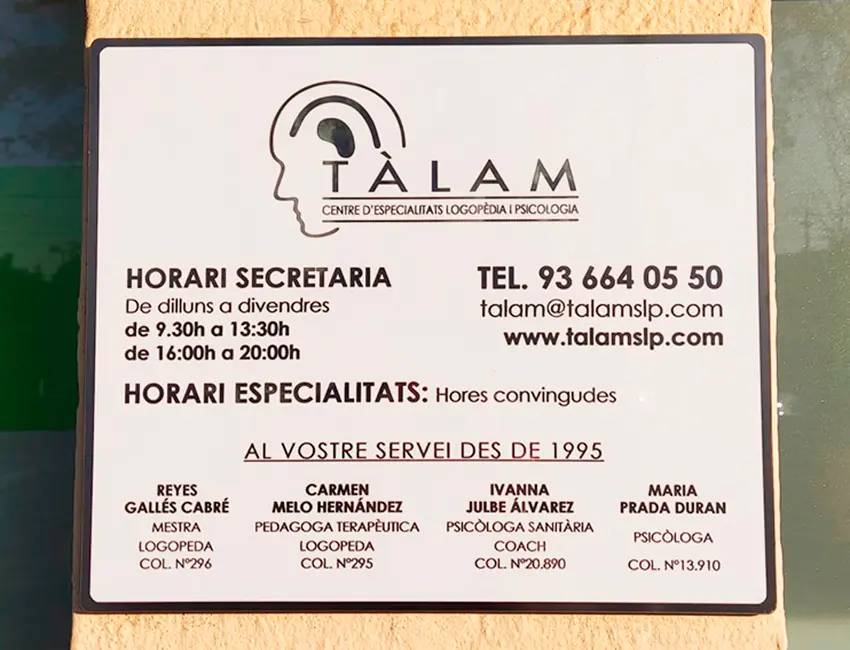 TÀLAM
CENTRE D'ESPECIALITATS LOGOPÈDIA I PSICOLOGIA
HORARI SECRETARIA
De dilluns a divendres
de 9.30h a 13:30h
de 16:00h a 20:00h
TEL. 93 664 05 50
talam@talamslp.com
www.talamslp.com
HORARI ESPECIALITATS: Hores convingudes
AL VOSTRE SERVEI DES DE 1995
REYES
GALLÉS CABRÉ
MESTRA
LOGOPEDA
COL. Nº296
CARMEN
MELO HERNÁNDEZ
PEDAGOGA TERAPÈUTICA
LOGOPEDA
COL. Nº295
IVANNA
JULBE ÁLVAREZ
PSICÒLOGA SANITÀRIA
COACH
COL. Nº20.890
MARIA
PRADA DURAN
PSICÒLOGA
COL. Nº13.910